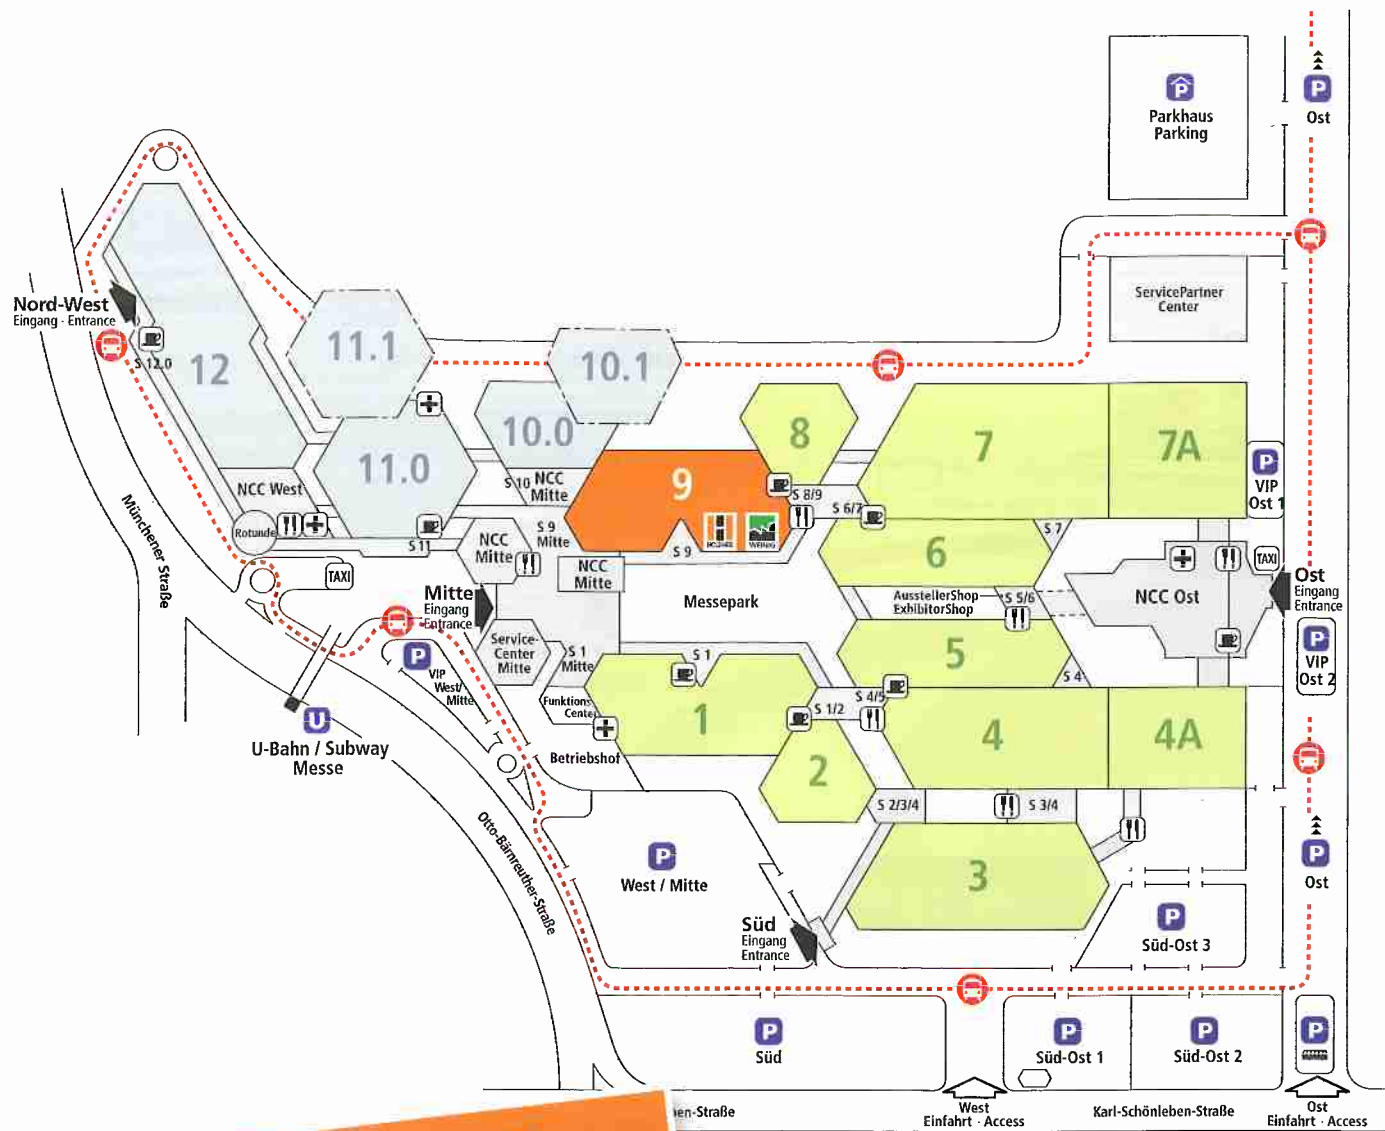 P
Parkhaus
Parking
P
Ost
ServicePartner
Center
Nord-West
Eingang · Entrance
S 12.0
12
11.1
10.1
10.0
11.0
NCC West
Rotunde
S 11
TAXI
S 10
NCC
Mitte
9
8
7
7A
P
VIP
Ost 1
S 8/9
S 6/7
S 7
6
S 9
Mitte
NCC
Mitte
S 9
NCC
Mitte
Messepark
AusstellerShop
ExhibitorShop
S 5/6
NCC Ost
TAXI
Ost
Eingang
Entrance
P
VIP
Ost 2
Mitte
Eingang
Entrance
Service-
Center
Mitte
S 1
Mitte
S 1
5
S 4
Funktions
Center
1
S 1/2
S 4/5
4
4A
2
Betriebshof
P
VIP
West/
Mitte
U
U-Bahn / Subway
Messe
Münchener Straße
Otto-Bärnreuther-Straße
S 2/3/4
S 3/4
3
P
West / Mitte
Süd
Eingang
Entrance
P
Ost
P
Süd-Ost 3
P
Süd
P
Süd-Ost 1
P
Süd-Ost 2
P
en-Straße
West
Einfahrt · Access
Karl-Schönleben-Straße
Ost
Einfahrt · Access